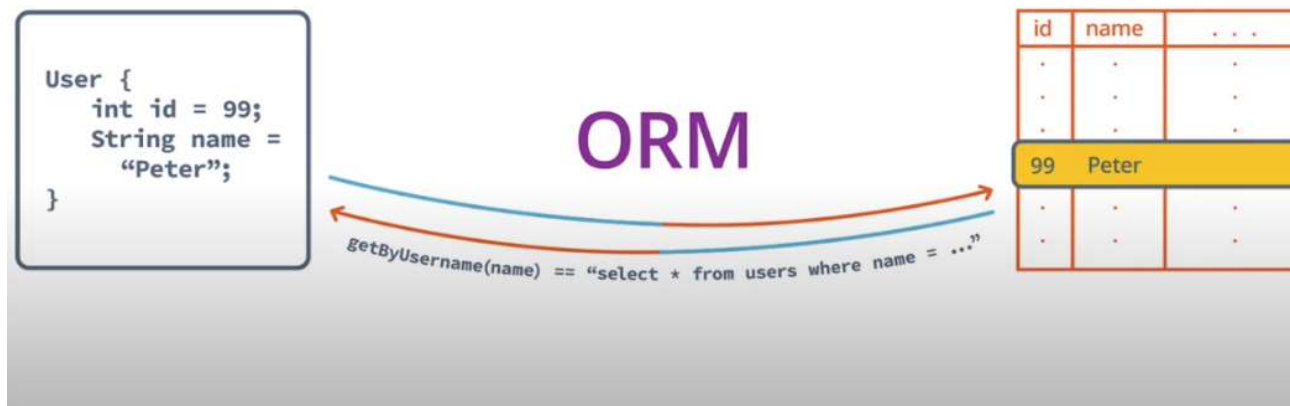 User {
int id = 99;
String name =
“Peter”;
}
ORM
getByUsername(name) == “select * from users where name = ...”
id name . . .
. . .
. . .
. . .
99 Peter
. . .
. . .